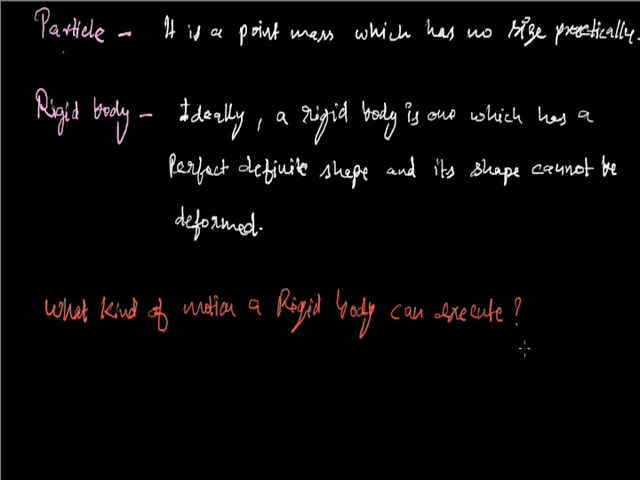 Particle - It is a point mass which has no size practically.
Rigid body - Ideally, a rigid body is one which has a
Perfect definite shape and its shape cannot be
deformed.
What kind of motion a Rigid body can execute?